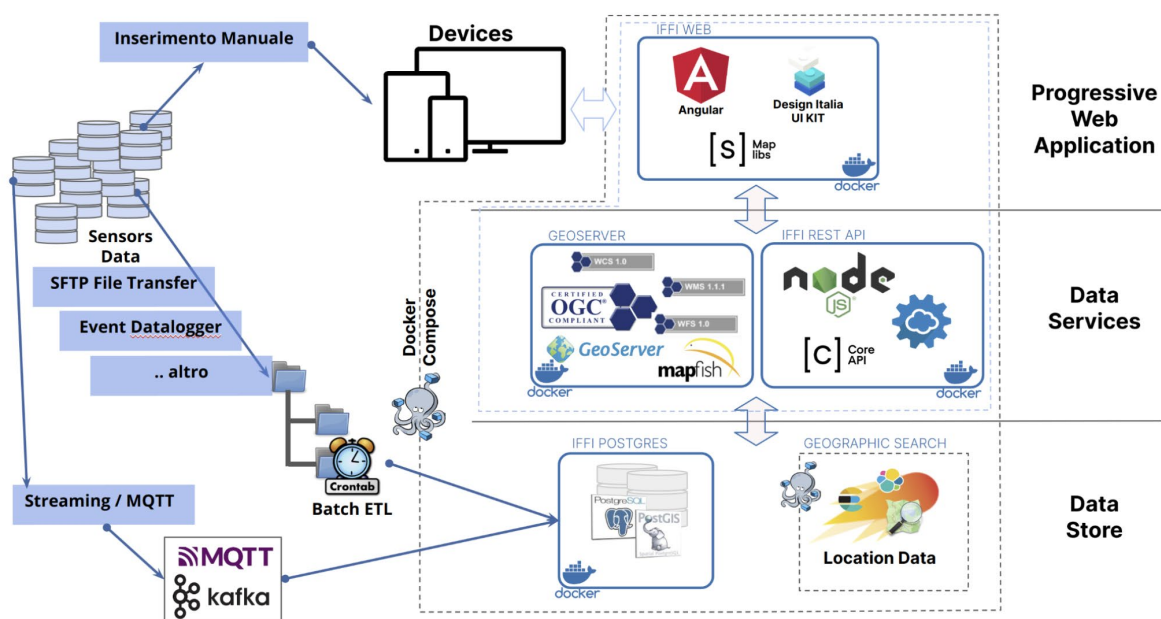 Inserimento Manuale
Devices
IFFI WEB
Angular
Design Italia
UI KIT
[S] Map
libs
docker
Progressive
Web
Application
Sensors
Data
SFTP File Transfer
Event Datalogger
.. altro
Docker
Compose
GEOSERVER
WCS 1.0
WMS 1.1.1
CERTIFIED
OGC®
COMPLIANT
WFS 1.0
GeoServer
mapfish
docker
IFFI REST API
node
JS
[C] Core
API
docker
Data
Services
Crontab
Batch ETL
Streaming / MQTT
MQTT
kafka
IFFI POSTGRES
PostgreSQL
PostGIS
docker
GEOGRAPHIC SEARCH
Location Data
Data
Store